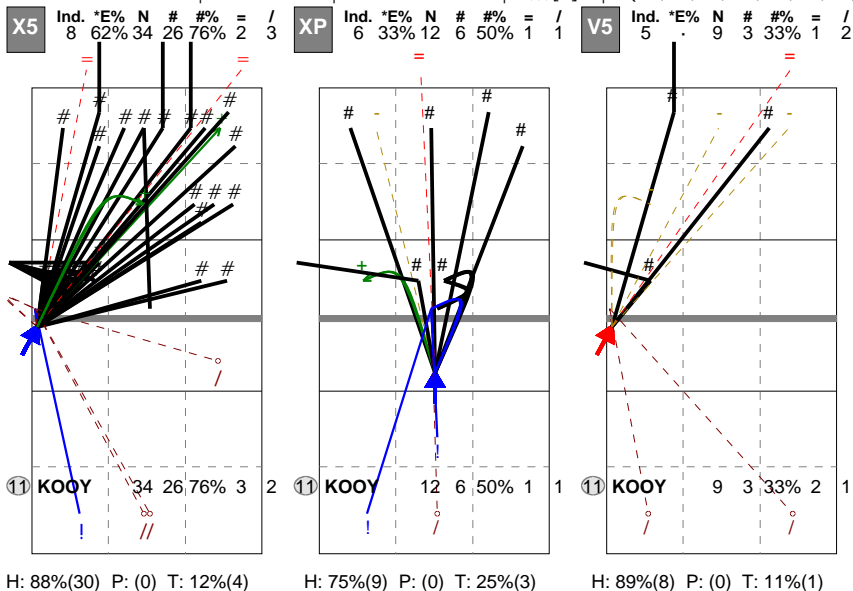 X5 Ind. *E% N # #% = /
8 62% 34 26 76% 2 3
XP Ind. *E% N # #% = /
6 33% 12 6 50% 1 1
V5 Ind. *E% N # #% = /
5 . 9 3 33% 1 2
11 KOOY 34 26 76% 3 2
11 KOOY 12 6 50% 1 1
11 KOOY 9 3 33% 2 1
H: 88%(30) P: (0) T: 12%(4)
H: 75%(9) P: (0) T: 25%(3)
H: 89%(8) P: (0) T: 11%(1)